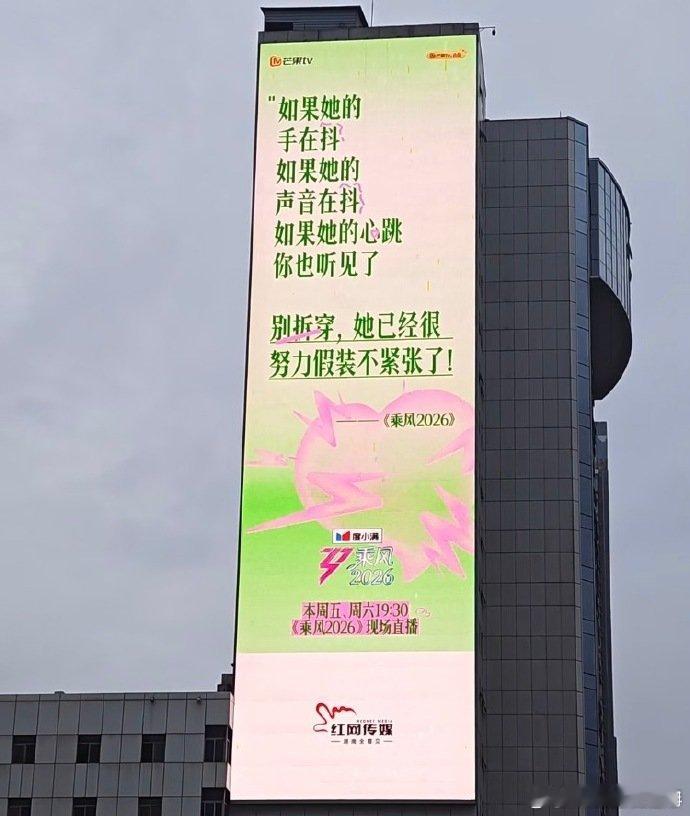 芒果tv
"如果她的
手在抖
如果她的
声音在抖
如果她的心跳
你也听见了
别拆穿，她已经很
努力假装不紧张了！
——《乘风2026》
度小满
乘风
2026
本周五、周六19:30
《乘风2026》现场直播
REDNET MEDIA
红网传媒